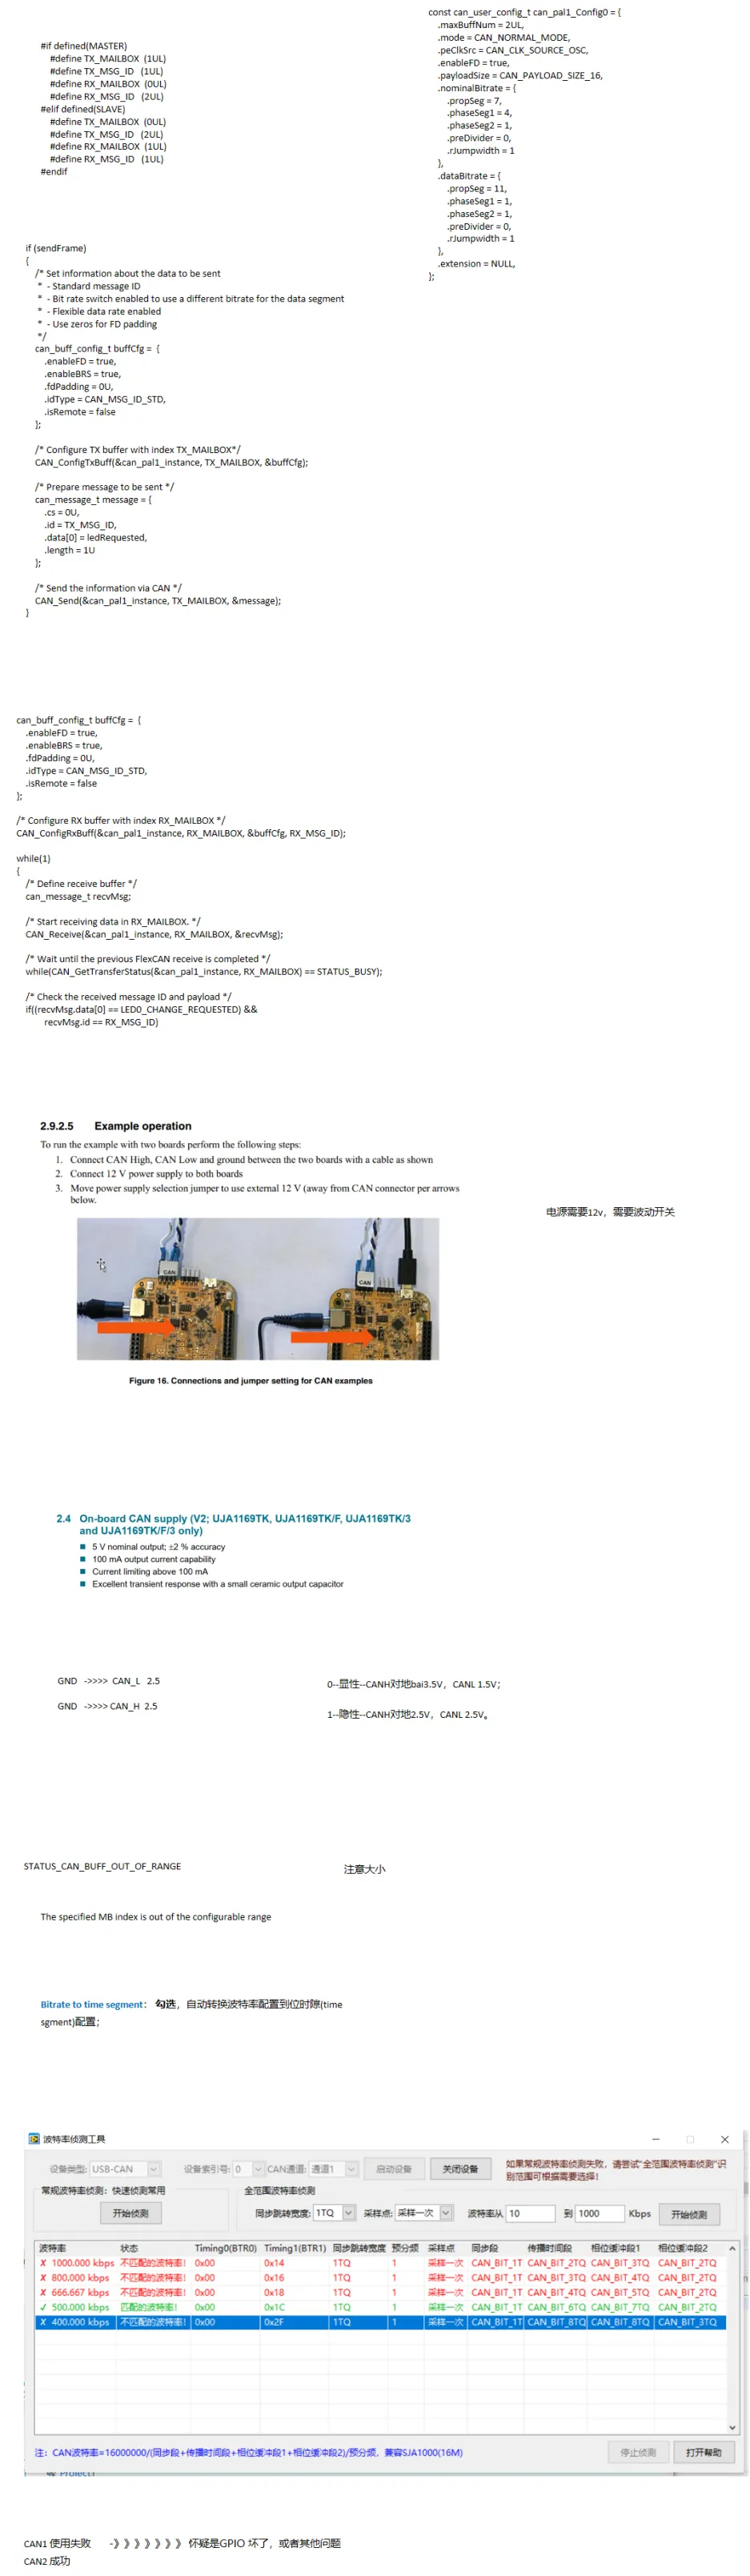 #if defined(MASTER)
#define TX_MAILBOX (1UL)
#define TX_MSG_ID (1UL)
#define RX_MAILBOX (0UL)
#define RX_MSG_ID (2UL)
#elif defined(SLAVE)
#define TX_MAILBOX (0UL)
#define TX_MSG_ID (2UL)
#define RX_MAILBOX (1UL)
#define RX_MSG_ID (1UL)
#endif
const can_user_config_t can_pal1_Config0 = {
.maxBuffNum = 2UL,
.mode = CAN_NORMAL_MODE,
.peClkSrc = CAN_CLK_SOURCE_OSC,
.enableFD = true,
.payloadSize = CAN_PAYLOAD_SIZE_16,
.nominalBitrate = {
.propSeg = 7,
.phaseSeg1 = 4,
.phaseSeg2 = 1,
.preDivider = 0,
.rJumpwidth = 1
},
.dataBitrate = {
.propSeg = 11,
.phaseSeg1 = 1,
.phaseSeg2 = 1,
.preDivider = 0,
.rJumpwidth = 1
},
.extension = NULL,
};
if (sendFrame)
{
/* Set information about the data to be sent
* - Standard message ID
* - Bit rate switch enabled to use a different bitrate for the data segment
* - Flexible data rate enabled
* - Use zeros for FD padding
*/
can_buff_config_t buffCfg = {
.enableFD = true,
.enableBRS = true,
.fdPadding = 0U,
.idType = CAN_MSG_ID_STD,
.isRemote = false
};
/* Configure TX buffer with index TX_MAILBOX*/
CAN_ConfigTxBuff(&can_pal1_instance, TX_MAILBOX, &buffCfg);
/* Prepare message to be sent */
can_message_t message = {
.cs = 0U,
.id = TX_MSG_ID,
.data[0] = ledRequested,
.length = 1U
};
/* Send the information via CAN */
CAN_Send(&can_pal1_instance, TX_MAILBOX, &message);
}
can_buff_config_t buffCfg = {
.enableFD = true,
.enableBRS = true,
.fdPadding = 0U,
.idType = CAN_MSG_ID_STD,
.isRemote = false
};
/* Configure RX buffer with index RX_MAILBOX */
CAN_ConfigRxBuff(&can_pal1_instance, RX_MAILBOX, &buffCfg, RX_MSG_ID);
while(1)
{
/* Define receive buffer */
can_message_t recvMsg;
/* Start receiving data in RX_MAILBOX. */
CAN_Receive(&can_pal1_instance, RX_MAILBOX, &recvMsg);
/* Wait until the previous FlexCAN receive is completed */
while(CAN_GetTransferStatus(&can_pal1_instance, RX_MAILBOX) == STATUS_BUSY);
/* Check the received message ID and payload */
if((recvMsg.data[0] == LED0_CHANGE_REQUESTED) &&
recvMsg.id == RX_MSG_ID)
2.9.2.5 Example operation
To run the example with two boards perform the following steps:
1. Connect CAN High, CAN Low and ground between the two boards with a cable as shown
2. Connect 12 V power supply to both boards
3. Move power supply selection jumper to use external 12 V (away from CAN connector per arrows
below.
电源需要12v，需要波动开关
CAN
CAN
Figure 16. Connections and jumper setting for CAN examples
2.4 On-board CAN supply (V2; UJA1169TK, UJA1169TK/F, UJA1169TK/3
and UJA1169TK/F/3 only)
■ 5 V nominal output; ±2 % accuracy
■ 100 mA output current capability
■ Current limiting above 100 mA
■ Excellent transient response with a small ceramic output capacitor
GND ->>>> CAN_L 2.5
GND ->>>> CAN_H 2.5
0--显性--CANH对地bai3.5V，CANL 1.5V；
1--隐性--CANH对地2.5V，CANL 2.5V。
STATUS_CAN_BUFF_OUT_OF_RANGE
注意大小
The specified MB index is out of the configurable range
Bitrate to time segment： 勾选，自动转换波特率配置到位时隙(time
sgment)配置；
波特率侦测工具
设备类型: USB-CAN 设备索引号: 0 CAN通道: 通道1 启动设备 关闭设备 如果常规波特率侦测失败，请尝试“全范围波特率侦测”识
别范围可根据需要选择！
常规波特率侦测：快速侦测常用 全范围波特率侦测
开始侦测 同步跳转宽度: 1TQ 采样点: 采样一次 波特率从 10 到 1000 Kbps 开始侦测
波特率 状态 Timing0(BTR0) Timing1(BTR1) 同步跳转宽度 预分频 采样点 同步段 传播时间段 相位缓冲段1 相位缓冲段2
✗ 1000.000 kbps 不匹配的波特率! 0x00 0x14 1TQ 1 采样一次 CAN_BIT_1T CAN_BIT_2TQ CAN_BIT_3TQ CAN_BIT_2TQ
✗ 800.000 kbps 不匹配的波特率! 0x00 0x16 1TQ 1 采样一次 CAN_BIT_1T CAN_BIT_3TQ CAN_BIT_4TQ CAN_BIT_2TQ
✗ 666.667 kbps 不匹配的波特率! 0x00 0x18 1TQ 1 采样一次 CAN_BIT_1T CAN_BIT_4TQ CAN_BIT_5TQ CAN_BIT_2TQ
✓ 500.000 kbps 匹配的波特率! 0x00 0x1C 1TQ 1 采样一次 CAN_BIT_1T CAN_BIT_6TQ CAN_BIT_7TQ CAN_BIT_2TQ
✗ 400.000 kbps 不匹配的波特率! 0x00 0x2F 1TQ 1 采样一次 CAN_BIT_1T CAN_BIT_8TQ CAN_BIT_8TQ CAN_BIT_3TQ
注：CAN波特率=16000000/(同步段+传播时间段+相位缓冲段1+相位缓冲段2)/预分频，兼容SJA1000(16M)
停止侦测 打开帮助
CAN1 使用失败 -》》》》》》》 怀疑是GPIO 坏了，或者其他问题
CAN2 成功